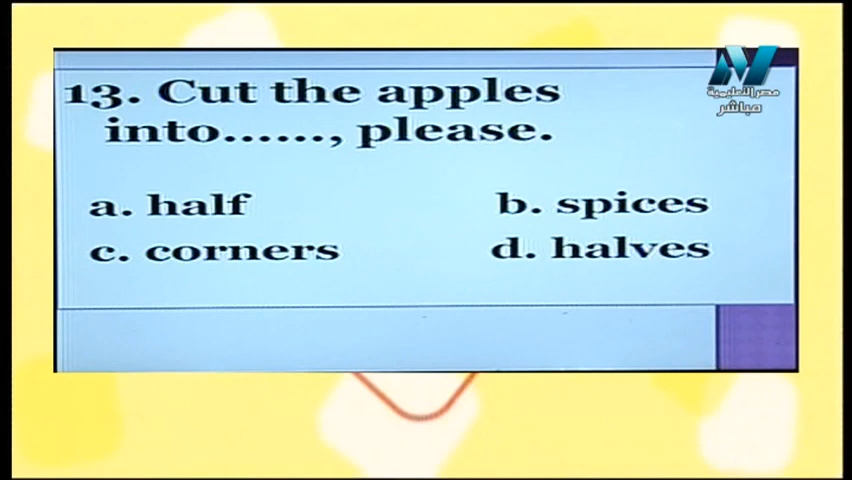 13. Cut the apples
into......, please.
a. half
b. spices
c. corners
d. halves
مصر التعليمية
مباشر